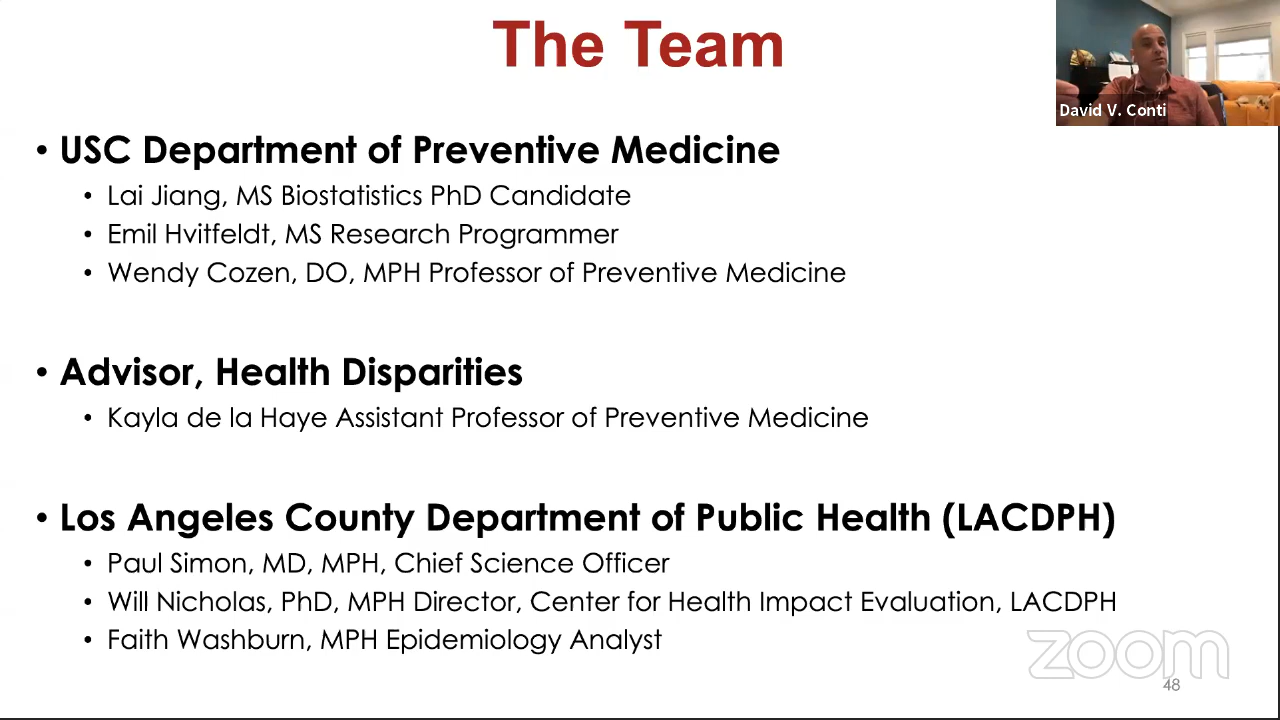 The Team
David V. Conti
• USC Department of Preventive Medicine
• Lai Jiang, MS Biostatistics PhD Candidate
• Emil Hvitfeldt, MS Research Programmer
• Wendy Cozen, DO, MPH Professor of Preventive Medicine
• Advisor, Health Disparities
• Kayla de la Haye Assistant Professor of Preventive Medicine
• Los Angeles County Department of Public Health (LACDPH)
• Paul Simon, MD, MPH, Chief Science Officer
• Will Nicholas, PhD, MPH Director, Center for Health Impact Evaluation, LACDPH
• Faith Washburn, MPH Epidemiology Analyst
zoom
48